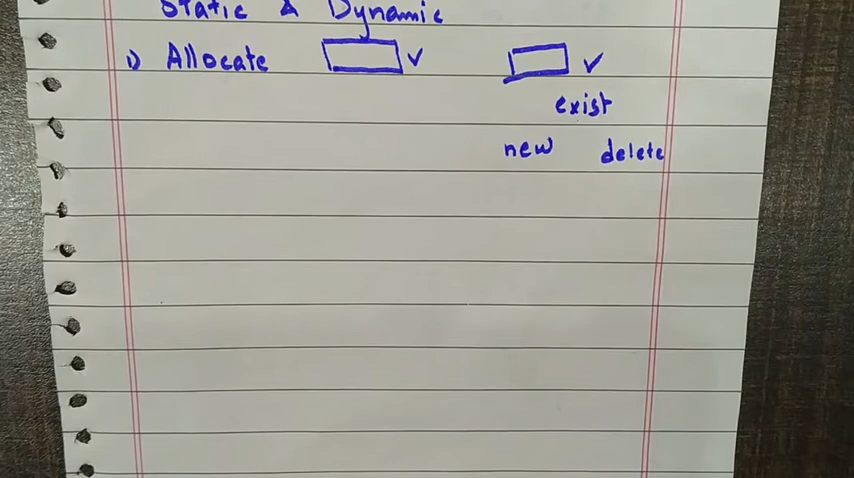 Static & Dynamic
1) Allocate ✓ ✓
exist
new delete